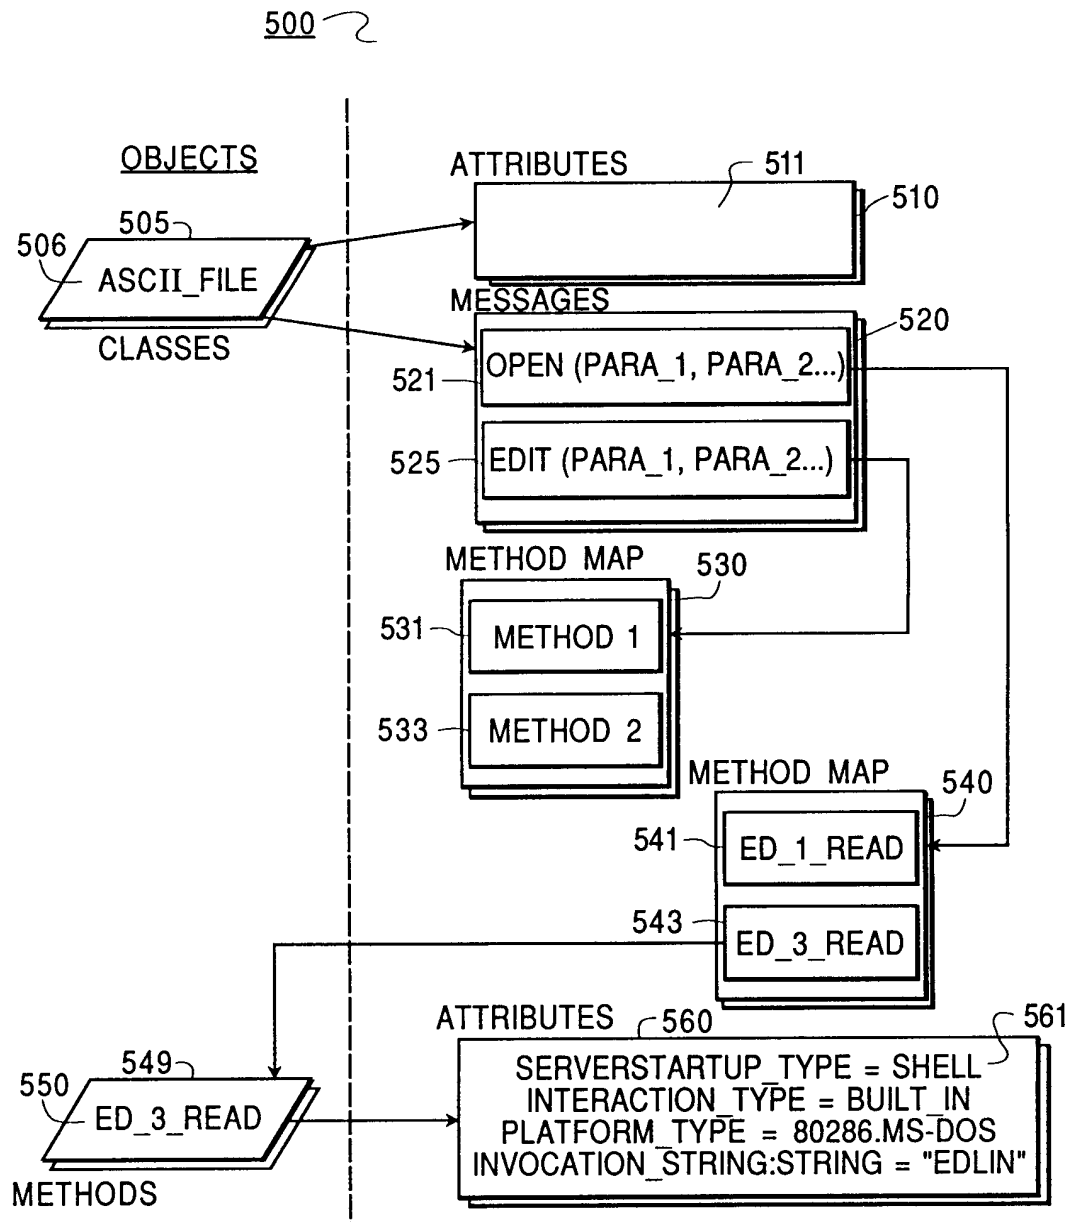 500
OBJECTS
ATTRIBUTES
511
510
505
506
ASCII_FILE
CLASSES
MESSAGES
520
521
OPEN (PARA_1, PARA_2...)
525
EDIT (PARA_1, PARA_2...)
METHOD MAP
530
531
METHOD 1
533
METHOD 2
METHOD MAP
540
541
ED_1_READ
543
ED_3_READ
ATTRIBUTES
560
561
SERVERSTARTUP_TYPE = SHELL
INTERACTION_TYPE = BUILT_IN
PLATFORM_TYPE = 80286.MS-DOS
INVOCATION_STRING:STRING = "EDLIN"
549
550
ED_3_READ
METHODS